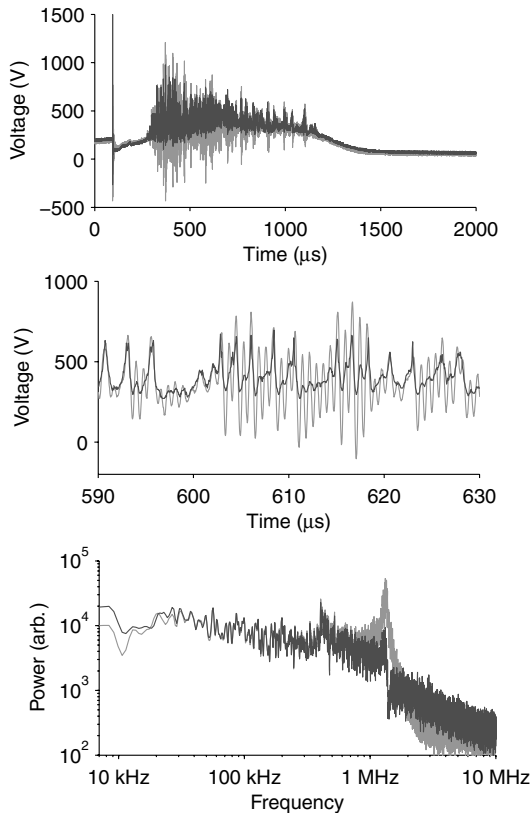 1500
1000
500
0
−500
Voltage (V)
0 500 1000 1500 2000
Time (μs)
1000
500
0
Voltage (V)
590 600 610 620 630
Time (μs)
10^5
10^4
10^3
10^2
Power (arb.)
10 kHz 100 kHz 1 MHz 10 MHz
Frequency